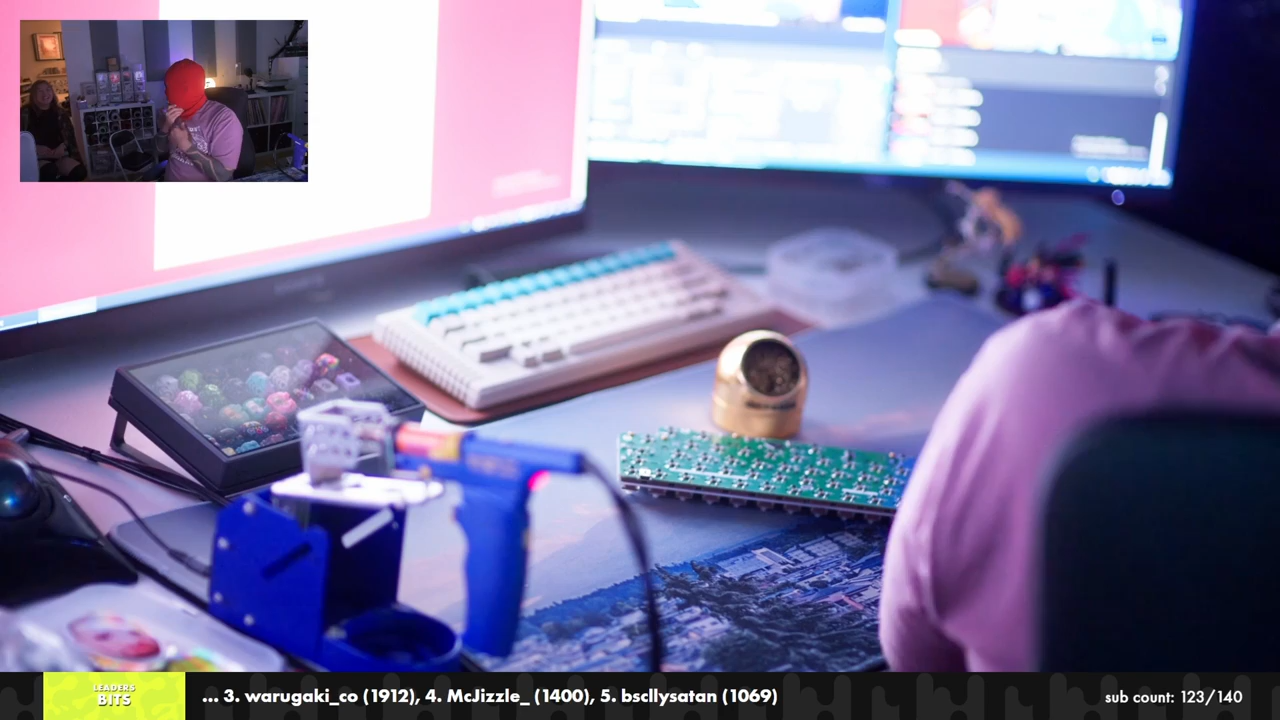 LEADERS
BITS
... 3. warugaki_co (1912), 4. McJizzle_ (1400), 5. bscllysatan (1069)
sub count: 123/140